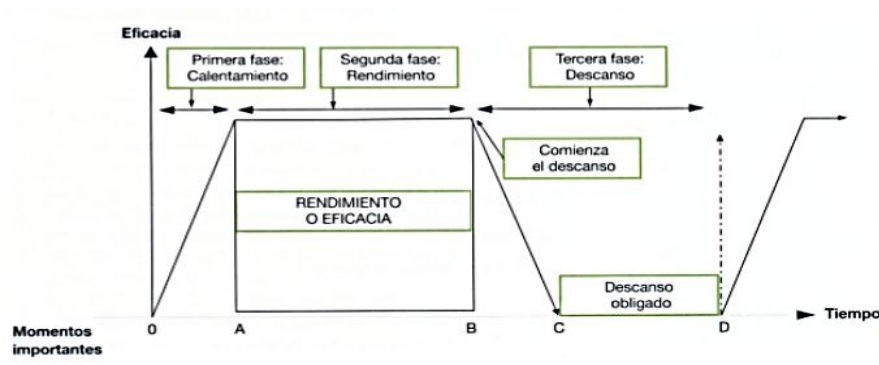 Eficacia
Primera fase:
Calentamiento
Segunda fase:
Rendimiento
Tercera fase:
Descanso
Comienza
el descanso
RENDIMIENTO
O EFICACIA
Descanso
obligado
Tiempo
Momentos
importantes
0
A
B
C
D